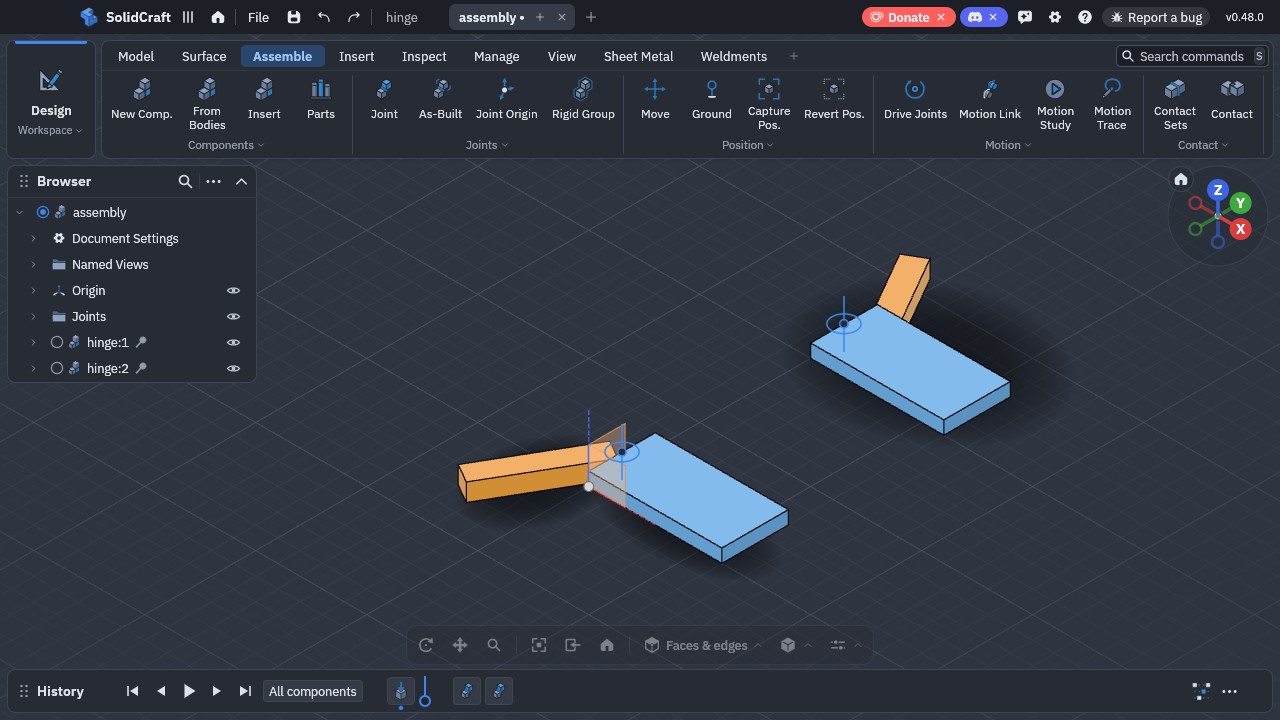 SolidCraft
File
hinge
assembly •
Donate
Report a bug
v0.48.0
Design
Workspace
Model
Surface
Assemble
Insert
Inspect
Manage
View
Sheet Metal
Weldments
Search commands
S
New Comp.
From
Bodies
Insert
Parts
Components
Joint
As-Built
Joint Origin
Rigid Group
Joints
Move
Ground
Capture
Pos.
Revert Pos.
Position
Drive Joints
Motion Link
Motion
Study
Motion
Trace
Motion
Contact
Sets
Contact
Contact
Browser
assembly
Document Settings
Named Views
Origin
Joints
hinge:1
hinge:2
Z
Y
X
Faces & edges
History
All components